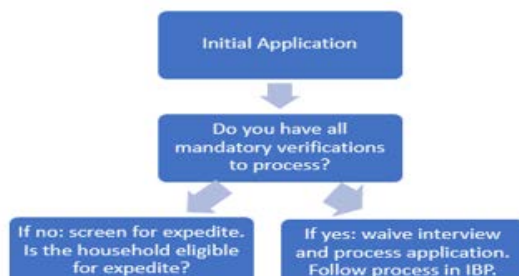 Initial Application
Do you have all
mandatory verifications
to process?
If no: screen for expedite.
Is the household eligible
for expedite?
If yes: waive interview
and process application.
Follow process in IBP.